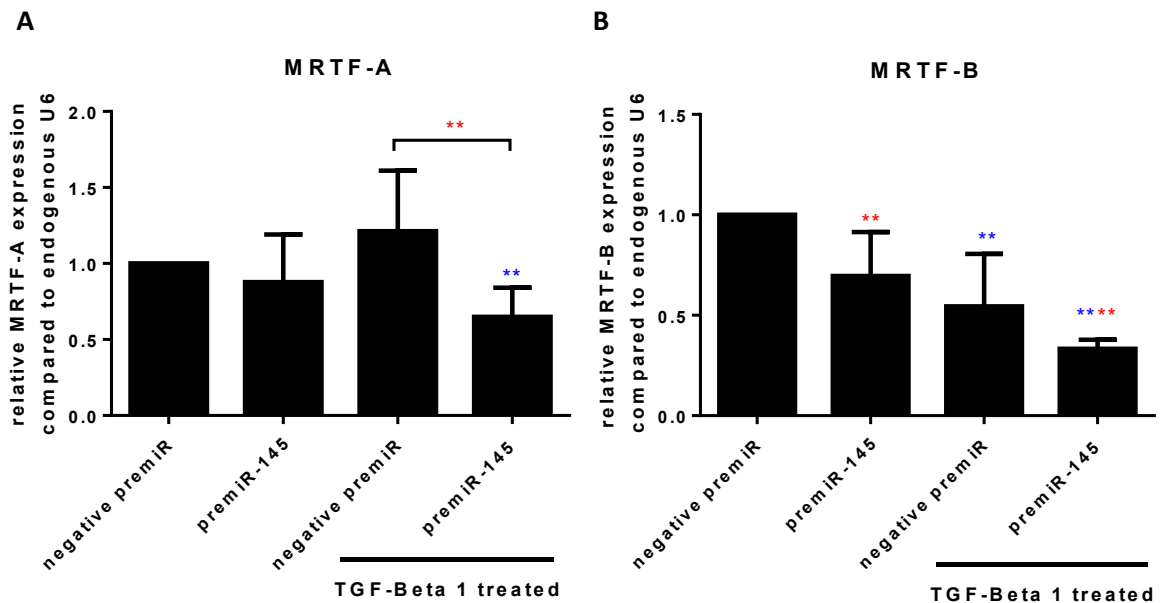 A
MRTF-A
relative MRTF-A expression
compared to endogenous U6
2.0
1.5
1.0
0.5
0.0
**
**
negative premiR
premiR-145
negative premiR
premiR-145
TGF-Beta 1 treated
B
MRTF-B
relative MRTF-B expression
compared to endogenous U6
1.5
1.0
0.5
0.0
**
**
****
negative premiR
premiR-145
negative premiR
premiR-145
TGF-Beta 1 treated